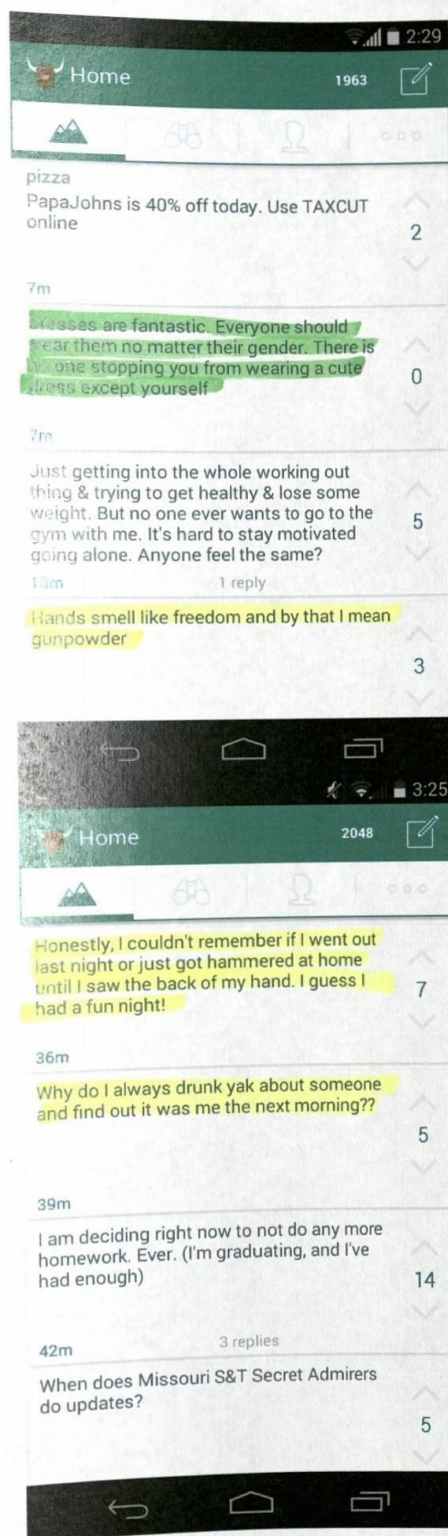 2:29
Home
1963
pizza
PapaJohns is 40% off today. Use TAXCUT
online
2
7m
Dresses are fantastic. Everyone should
wear them no matter their gender. There is
no one stopping you from wearing a cute
dress except yourself
0
7m
Just getting into the whole working out
thing & trying to get healthy & lose some
weight. But no one ever wants to go to the
gym with me. It's hard to stay motivated
going alone. Anyone feel the same?
5
1 reply
Hands smell like freedom and by that I mean
gunpowder
3
3:25
Home
2048
Honestly, I couldn't remember if I went out
last night or just got hammered at home
until I saw the back of my hand. I guess I
had a fun night!
7
36m
Why do I always drunk yak about someone
and find out it was me the next morning??
5
39m
I am deciding right now to not do any more
homework. Ever. (I'm graduating, and I've
had enough)
14
42m
3 replies
When does Missouri S&T Secret Admirers
do updates?
5